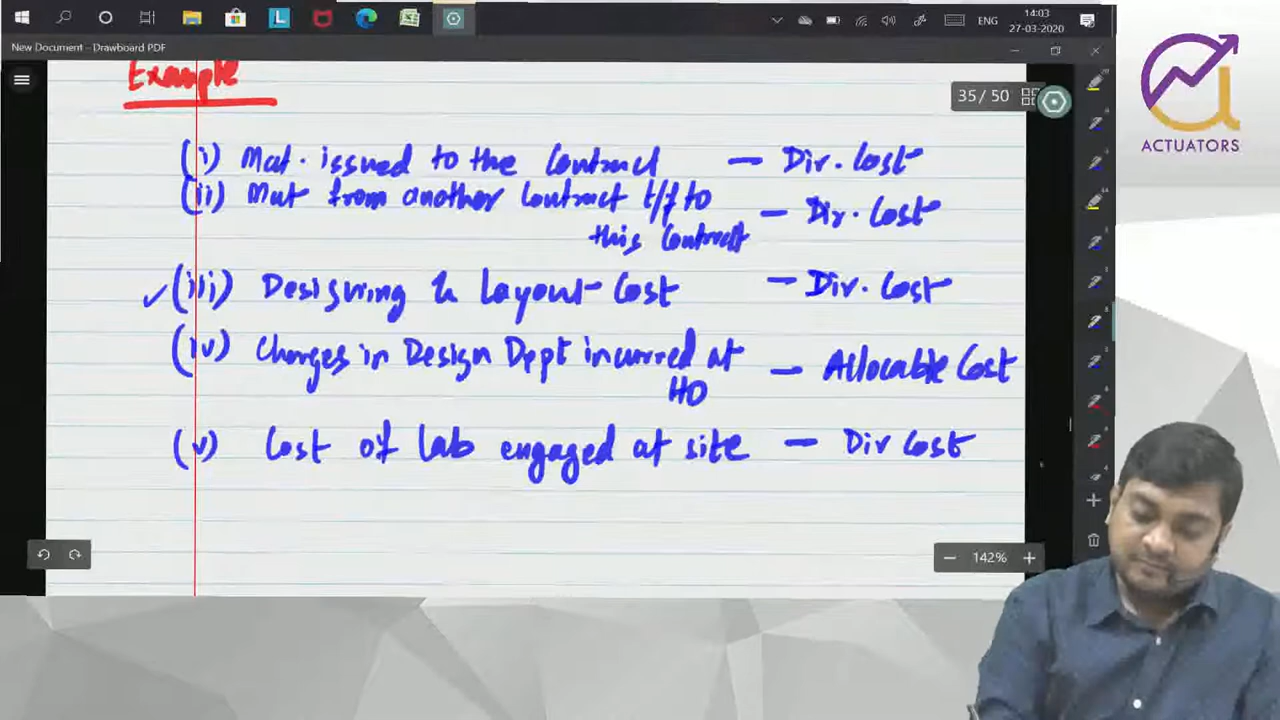 ENG
14:03
27-03-2020
New Document - Drawboard PDF
Example
35 / 50
ACTUATORS
(i) Mat. issued to the Contract — Dir. Cost
(ii) Mat from another Contract t/f to
this Contract — Dir. Cost
(iii) Designing & Layout Cost — Dir. Cost
(iv) Charges in Design Dept incurred at
HO — Allocable Cost
(v) Cost of Lab engaged at site — Dir Cost
142%